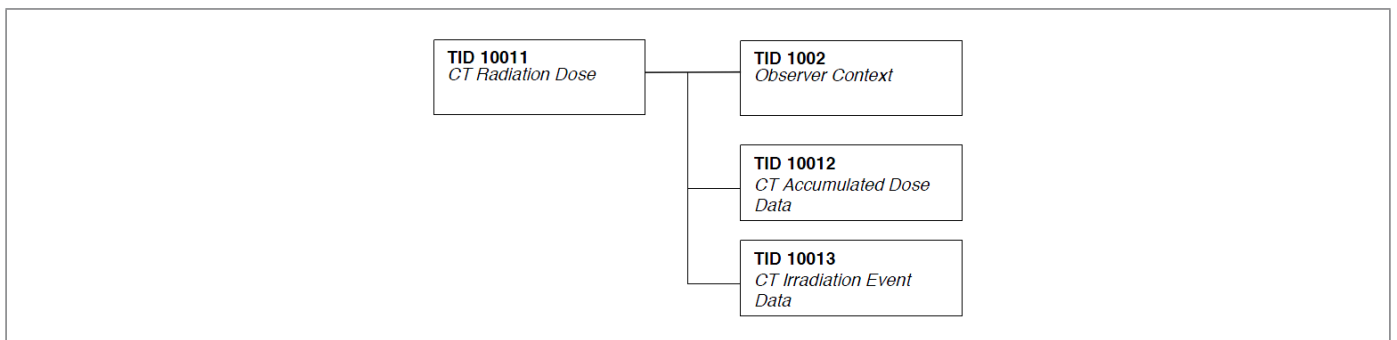 TID 10011
CT Radiation Dose
TID 1002
Observer Context
TID 10012
CT Accumulated Dose
Data
TID 10013
CT Irradiation Event
Data